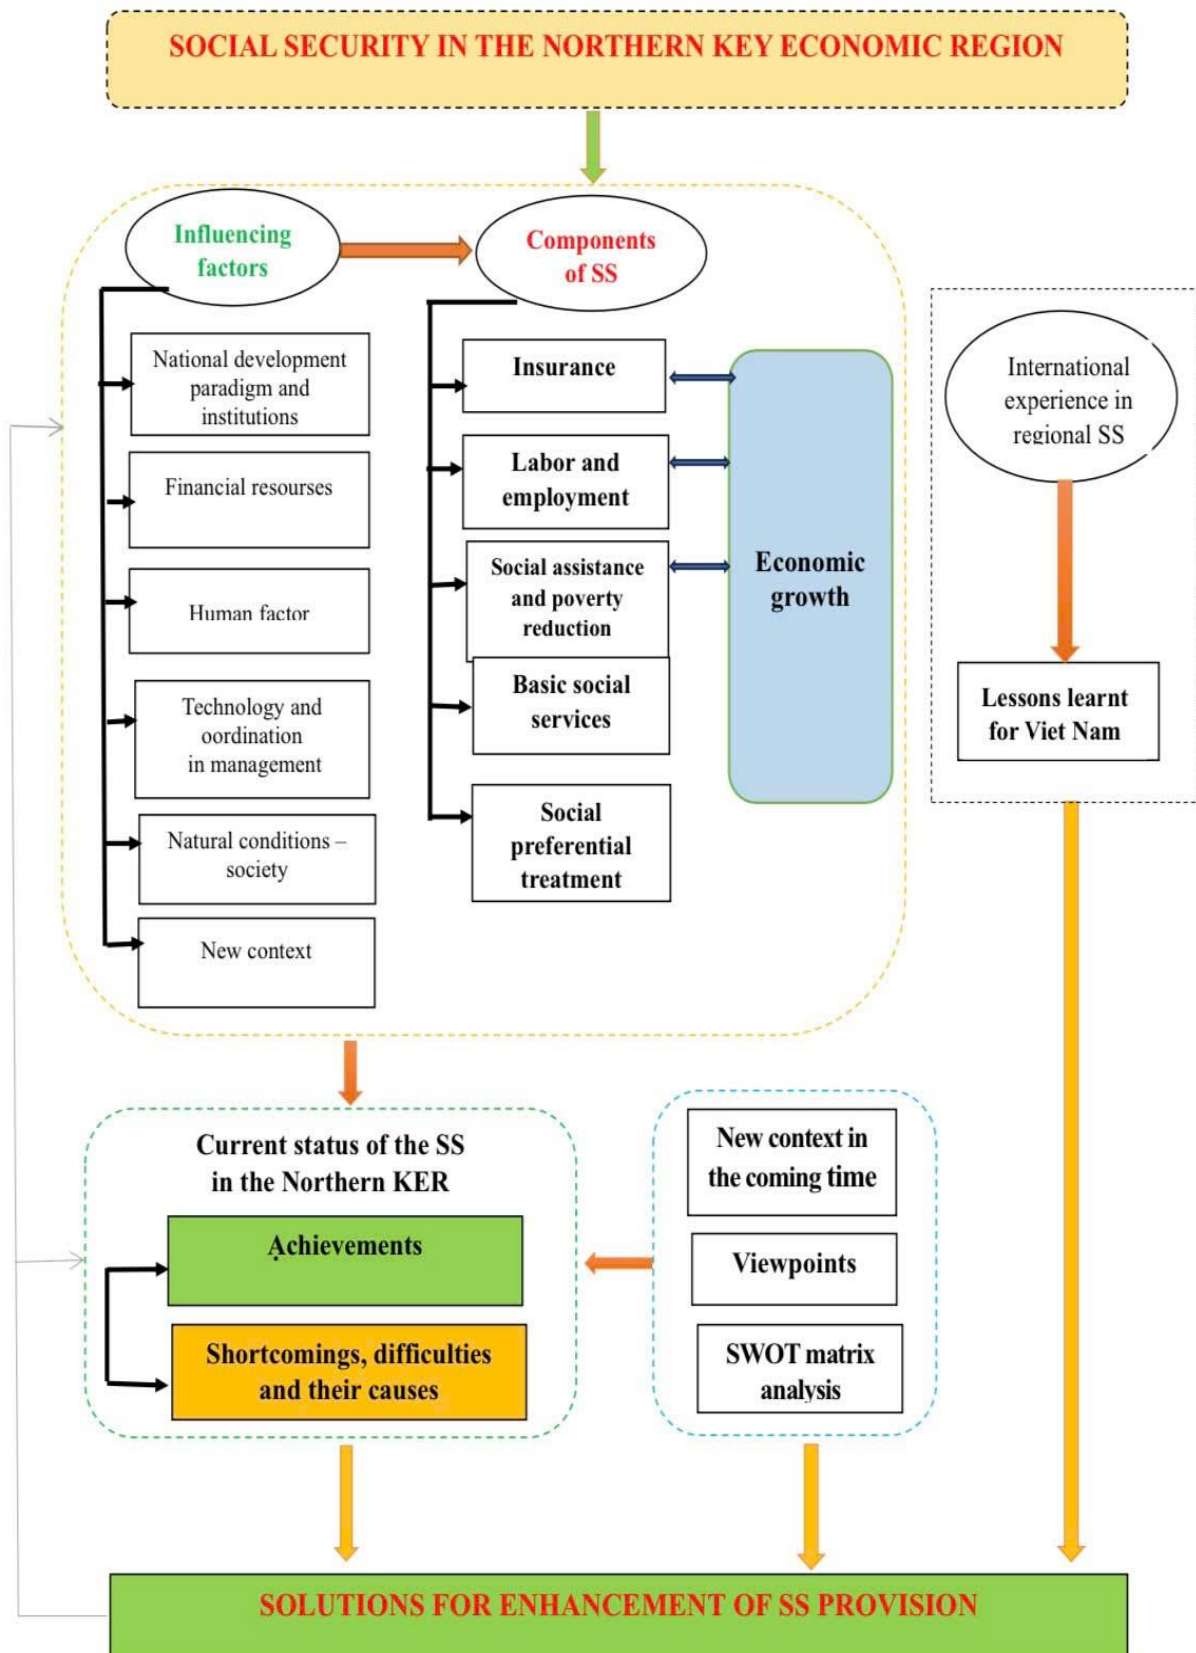 SOCIAL SECURITY IN THE NORTHERN KEY ECONOMIC REGION
Influencing
factors
Components
of SS
National development
paradigm and
institutions
Financial resourses
Human factor
Technology and
oordination
in management
Natural conditions –
society
New context
Insurance
Labor and
employment
Social assistance
and poverty
reduction
Basic social
services
Social
preferential
treatment
Economic
growth
International
experience in
regional SS
Lessons learnt
for Viet Nam
Current status of the SS
in the Northern KER
Achievements
Shortcomings, difficulties
and their causes
New context in
the coming time
Viewpoints
SWOT matrix
analysis
SOLUTIONS FOR ENHANCEMENT OF SS PROVISION